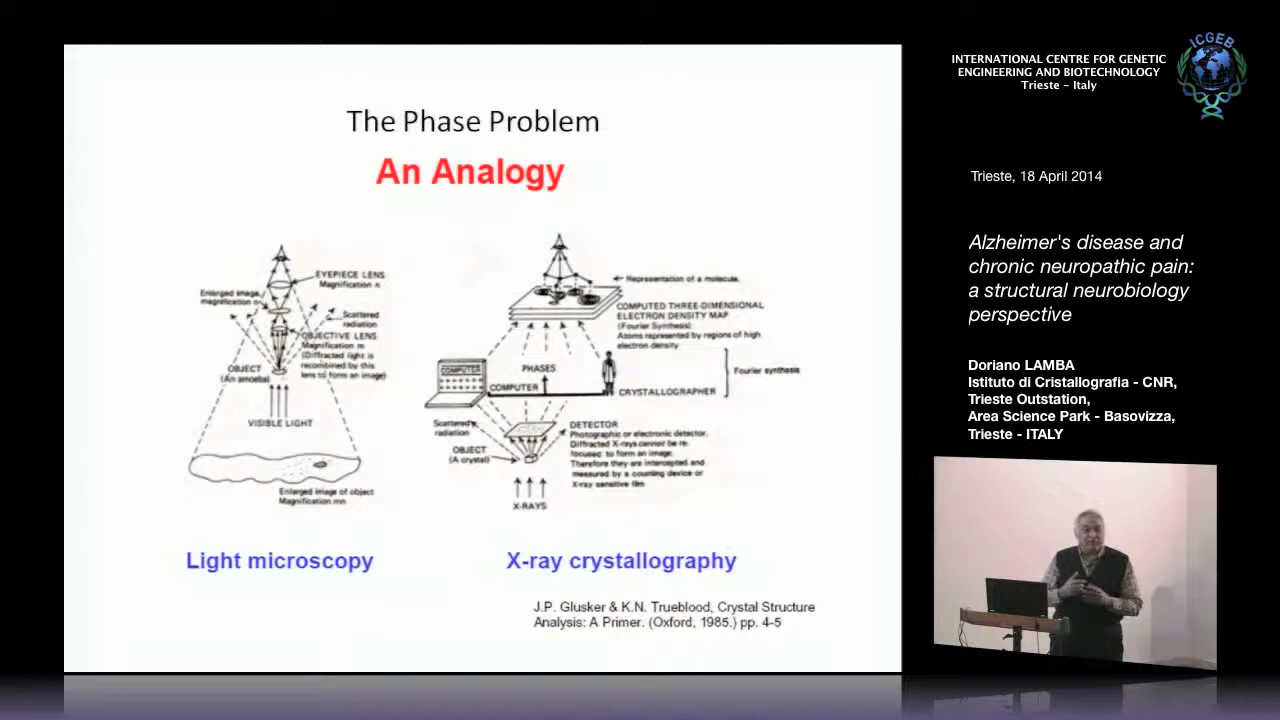 The Phase Problem
An Analogy
EYEPIECE LENS
Magnification n
Enlarged image,
magnification m
Scattered
radiation
OBJECTIVE LENS
Magnification m
(Diffracted light is
recombined by this
lens to form an image)
OBJECT
(An amoeba)
VISIBLE LIGHT
Enlarged image of object
Magnification mn
Light microscopy
Representation of a molecule.
COMPUTED THREE-DIMENSIONAL
ELECTRON DENSITY MAP
(Fourier Synthesis)
Atoms represented by regions of high
electron density.
COMPUTER
PHASES
COMPUTER
CRYSTALLOGRAPHER
Fourier synthesis
Scattered
radiation
OBJECT
(A crystal)
DETECTOR
Photographic or electronic detector.
Diffracted X-rays cannot be re-
focused to form an image.
Therefore they are intercepted and
measured by a counting device or
X-ray sensitive film
X-RAYS
X-ray crystallography
J.P. Glusker & K.N. Trueblood, Crystal Structure
Analysis: A Primer. (Oxford, 1985.) pp. 4-5
INTERNATIONAL CENTRE FOR GENETIC
ENGINEERING AND BIOTECHNOLOGY
Trieste - Italy
ICGEB
Trieste, 18 April 2014
Alzheimer's disease and
chronic neuropathic pain:
a structural neurobiology
perspective
Doriano LAMBA
Istituto di Cristallografia - CNR,
Trieste Outstation,
Area Science Park - Basovizza,
Trieste - ITALY